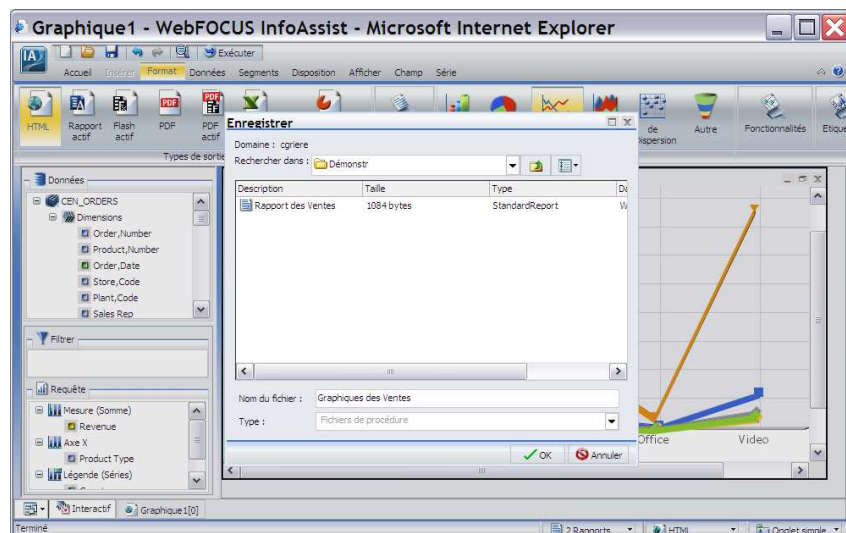 Graphique1 - WebFOCUS InfoAssist - Microsoft Internet Explorer
IA
Exécuter
Accueil Insérer Format Données Segments Disposition Afficher Champ Série
HTML Rapport actif Flash actif PDF PDF actif
de Dispersion Autre Fonctionnalités
Types de sortie
Enregistrer
Domaine : cgriere
Rechercher dans : Démonstr
Description Taille Type
Rapport des Ventes 1084 bytes StandardReport
Nom du fichier : Graphiques des Ventes
Type : Fichiers de procédure
OK Annuler
Données
CEN_ORDERS
Dimensions
Order,Number
Product,Number
Order,Date
Store,Code
Plant,Code
Sales Rep
Filtrer
Requête
Mesure (Somme)
Revenue
Axe X
Product Type
Légende (Séries)
Office Video
Interactif Graphique1[0]
Terminé
2 Rapports HTML Onglet simple